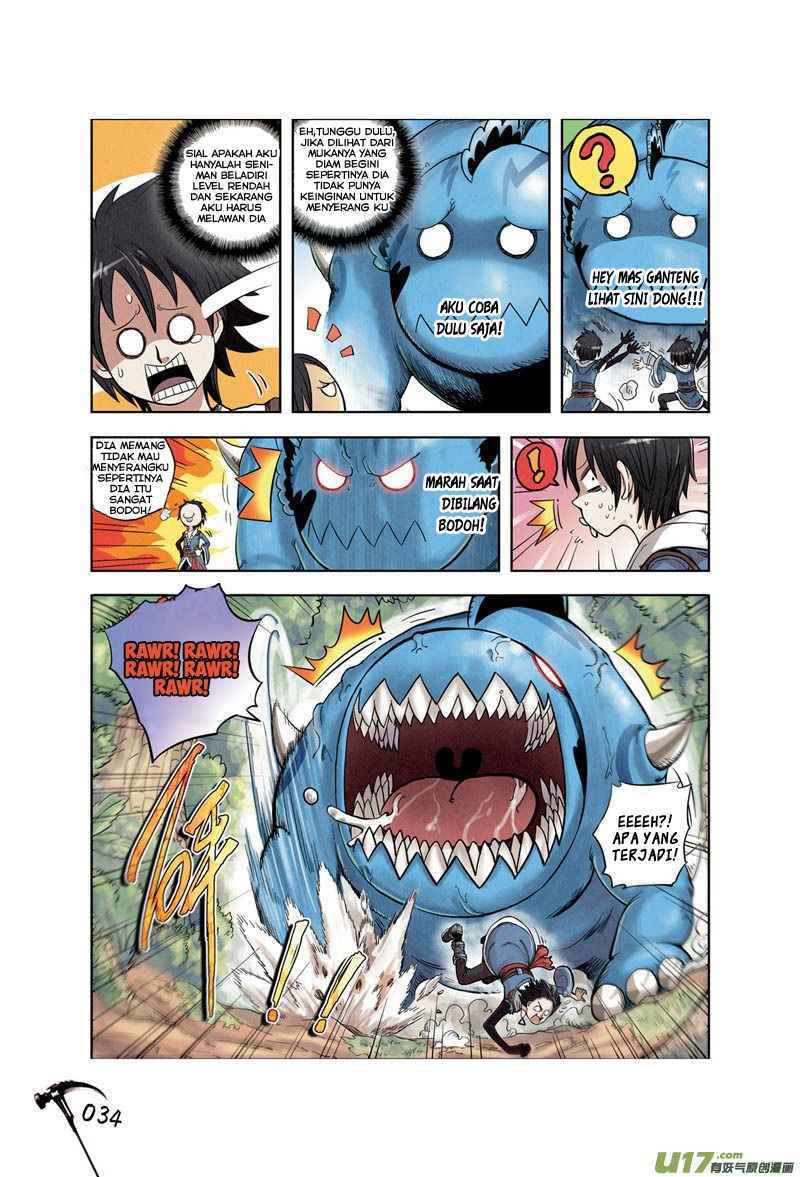 SIAL APAKAH AKU
HANYALAH SENI-
MAN BELADIRI
LEVEL RENDAH
DAN SEKARANG
AKU HARUS
MELAWAN DIA
EH,TUNGGU DULU,
JIKA DILIHAT DARI
MUKANYA YANG
DIAM BEGINI
SEPERTINYA DIA
TIDAK PUNYA
KEINGINAN UNTUK
MENYERANG KU
AKU COBA
DULU SAJA!
?
HEY MAS GANTENG
LIHAT SINI DONG!!!
DIA MEMANG
TIDAK MAU
MENYERANGKU
SEPERTINYA
DIA ITU
SANGAT
BODOH!
MARAH SAAT
DIBILANG
BODOH!
!
RAWR! RAWR!
RAWR! RAWR!
RAWR!
EEEEH?!
APA YANG
TERJADI!
!!
034
U17.com
有妖气原创漫画